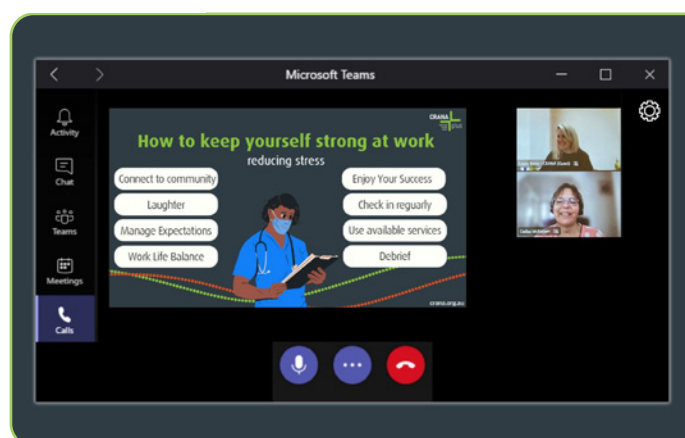 Microsoft Teams
Activity
Chat
Teams
Meetings
Calls
CRANA
How to keep yourself strong at work
reducing stress
Connect to community
Laughter
Manage Expectations
Work Life Balance
Enjoy Your Success
Check in reguarly
Use available services
Debrief
crana.org.au